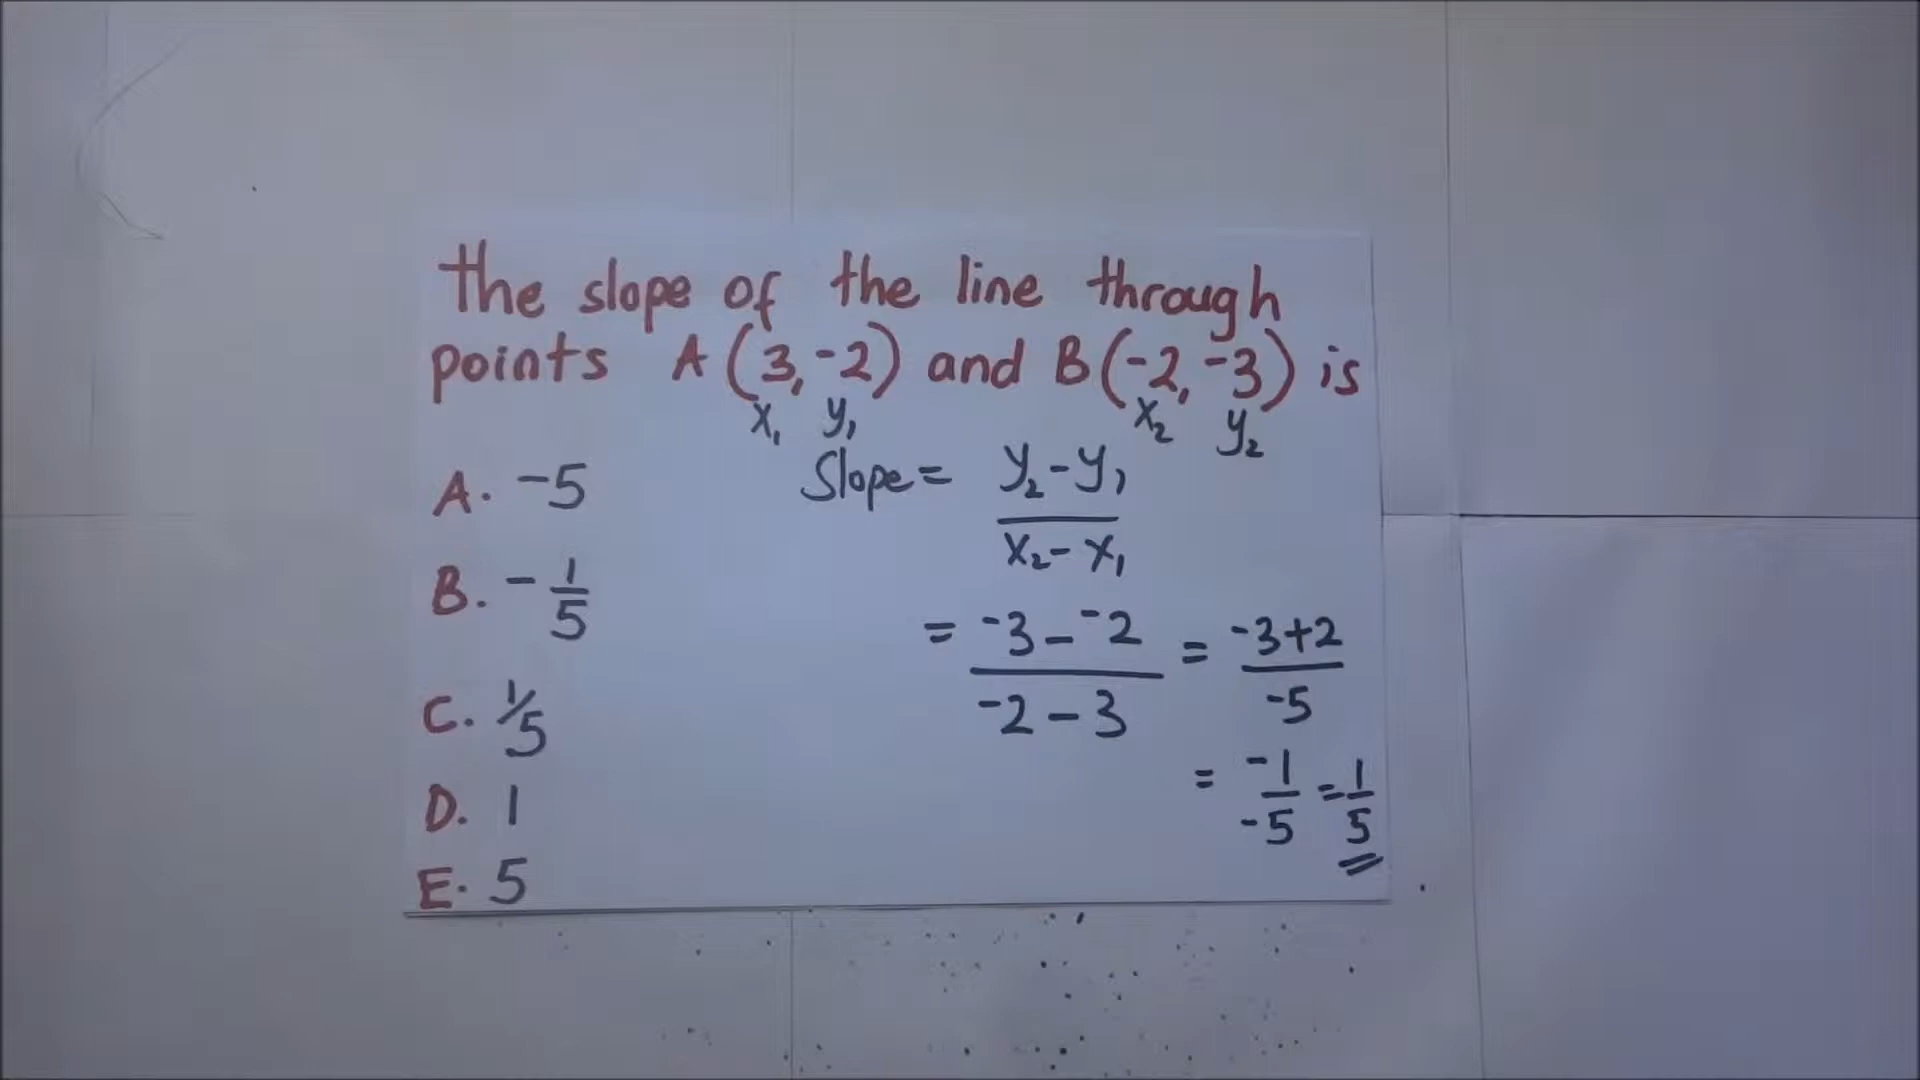 the slope of the line through
points A (3, -2) and B (-2, -3) is
x₁ y₁ x₂ y₂
A. -5
Slope = y₂ - y₁ / x₂ - x₁
B. - 1/5
= -3 - -2 / -2 - 3 = -3+2 / -5
C. 1/5
= -1/-5 = 1/5
D. 1
E. 5